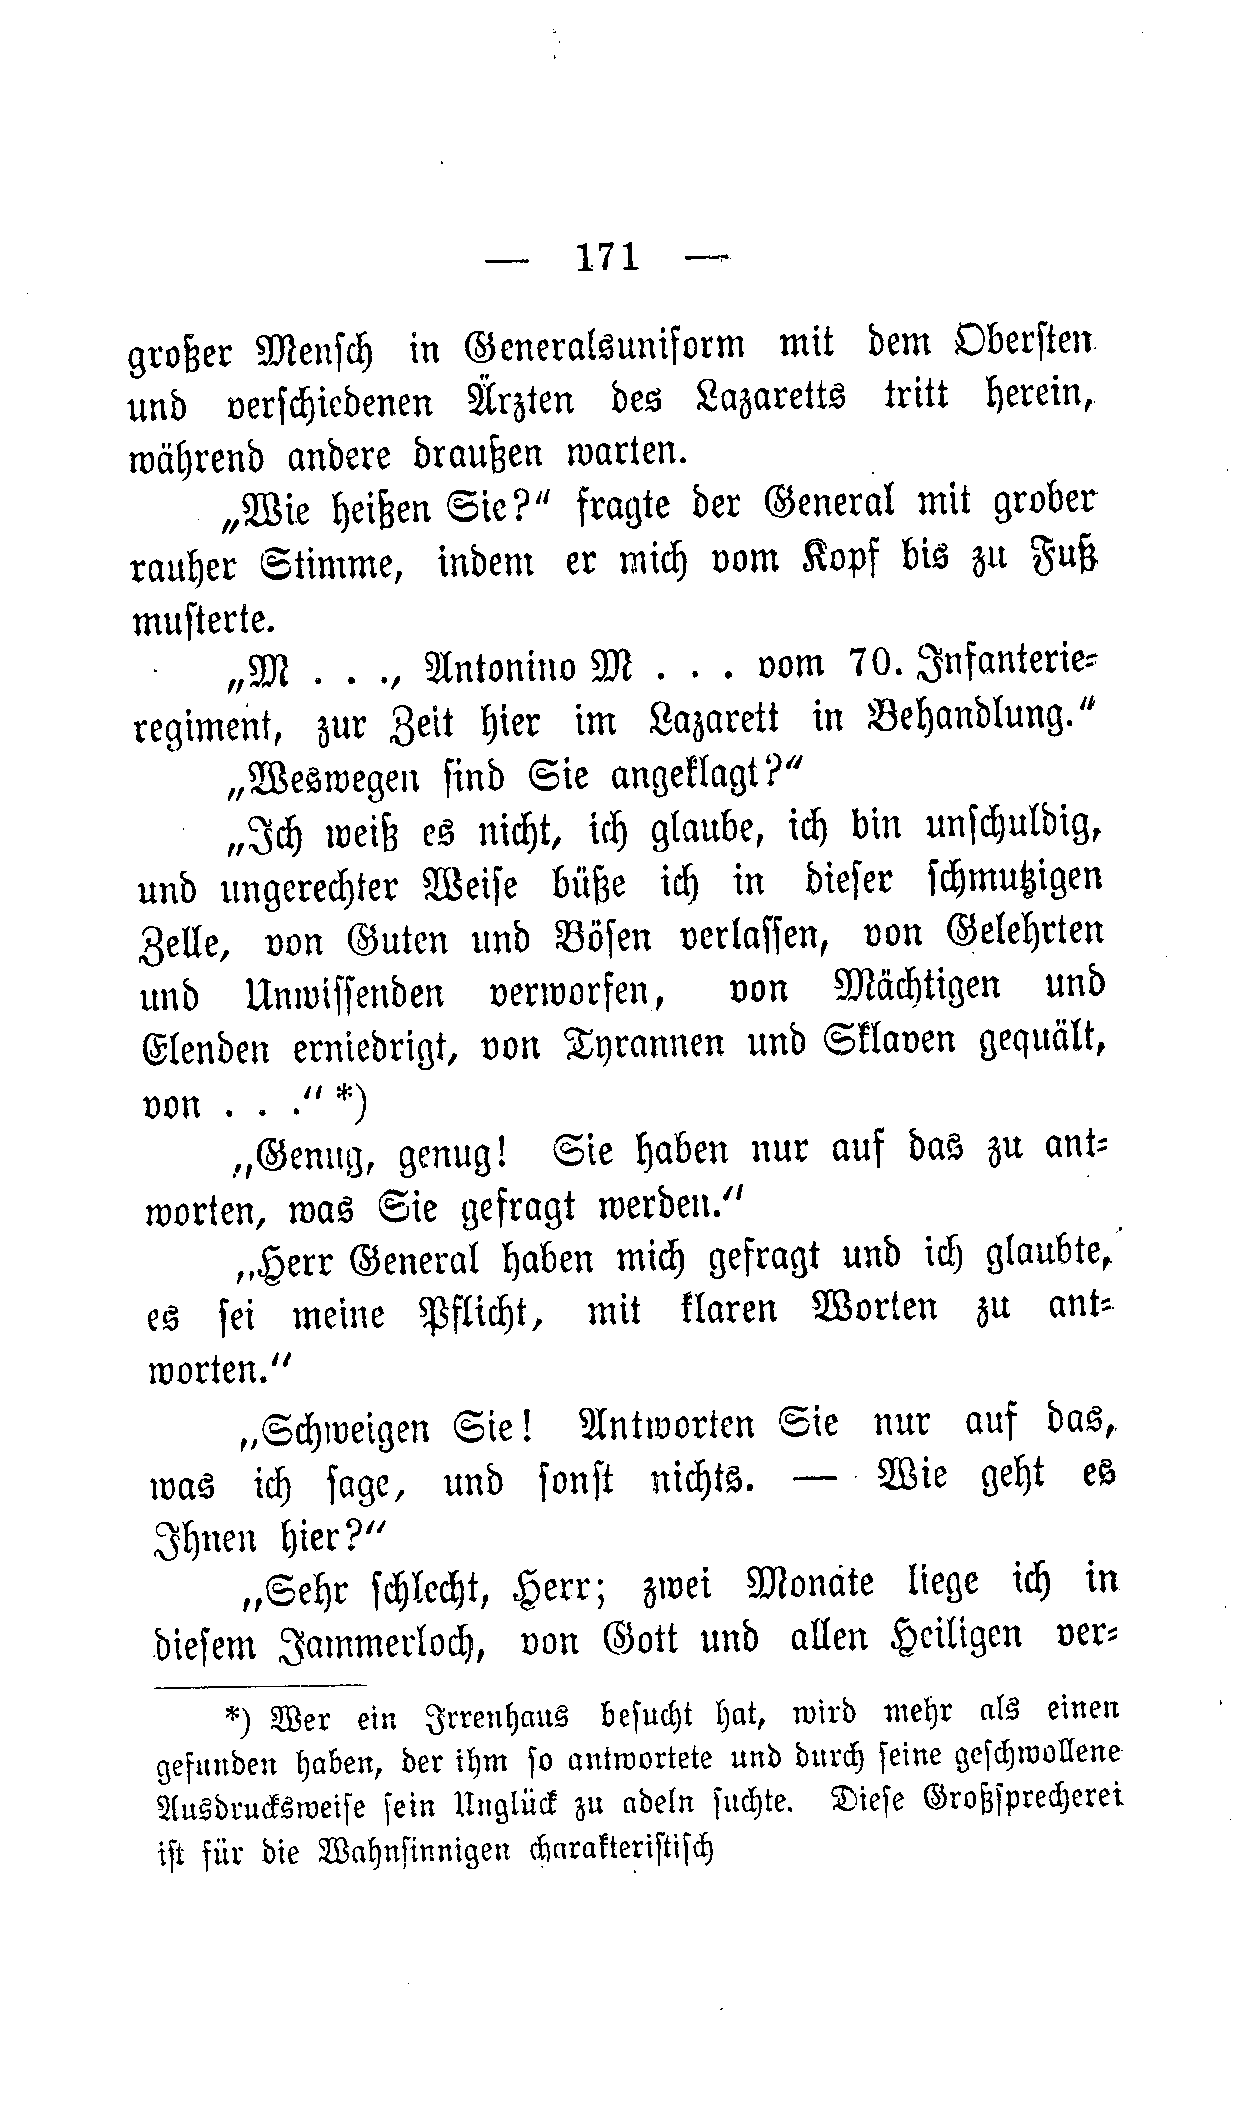 — 171 —
großer Mensch in Generalsuniform mit dem Obersten
und verschiedenen Ärzten des Lazaretts tritt herein,
während andere draußen warten.
„Wie heißen Sie?“ fragte der General mit grober
rauher Stimme, indem er mich vom Kopf bis zu Fuß
musterte.
„M . . ., Antonino M . . . vom 70. Infanterie-
regiment, zur Zeit hier im Lazarett in Behandlung.“
„Weswegen sind Sie angeklagt?“
„Ich weiß es nicht, ich glaube, ich bin unschuldig,
und ungerechter Weise büße ich in dieser schmutzigen
Zelle, von Guten und Bösen verlassen, von Gelehrten
und Unwissenden verworfen, von Mächtigen und
Elenden erniedrigt, von Tyrannen und Sklaven gequält,
von . . .“ *)
„Genug, genug! Sie haben nur auf das zu ant-
worten, was Sie gefragt werden.“
„Herr General haben mich gefragt und ich glaubte,
es sei meine Pflicht, mit klaren Worten zu ant-
worten.“
„Schweigen Sie! Antworten Sie nur auf das,
was ich sage, und sonst nichts. — Wie geht es
Ihnen hier?“
„Sehr schlecht, Herr; zwei Monate liege ich in
diesem Jammerloch, von Gott und allen Heiligen ver-
*) Wer ein Irrenhaus besucht hat, wird mehr als einen
gefunden haben, der ihm so antwortete und durch seine geschwollene
Ausdrucksweise sein Unglück zu adeln suchte. Diese Großsprecherei
ist für die Wahnsinnigen charakteristisch